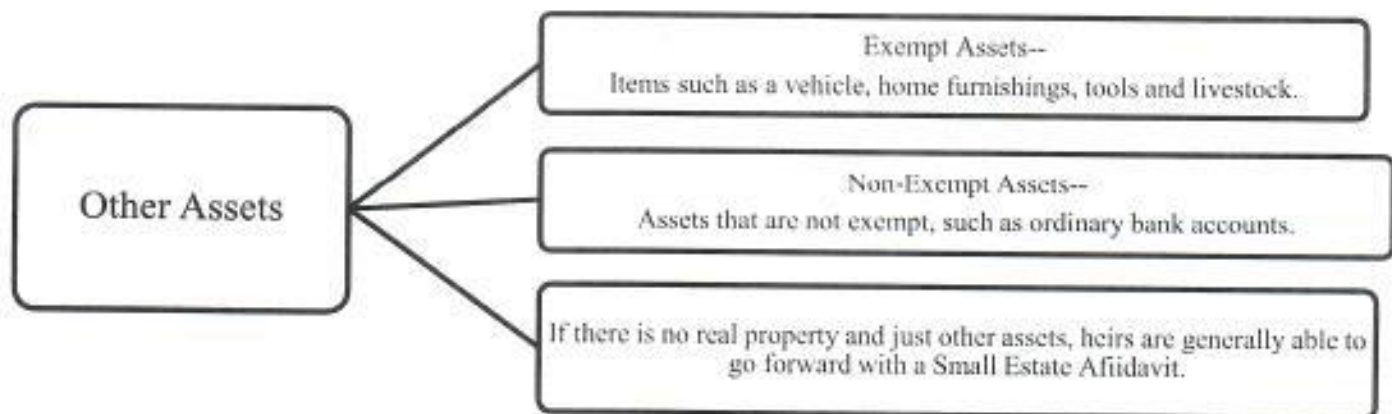 Other Assets
Exempt Assets--
Items such as a vehicle, home furnishings, tools and livestock.
Non-Exempt Assets--
Assets that are not exempt, such as ordinary bank accounts.
If there is no real property and just other assets, heirs are generally able to
go forward with a Small Estate Afiidavit.